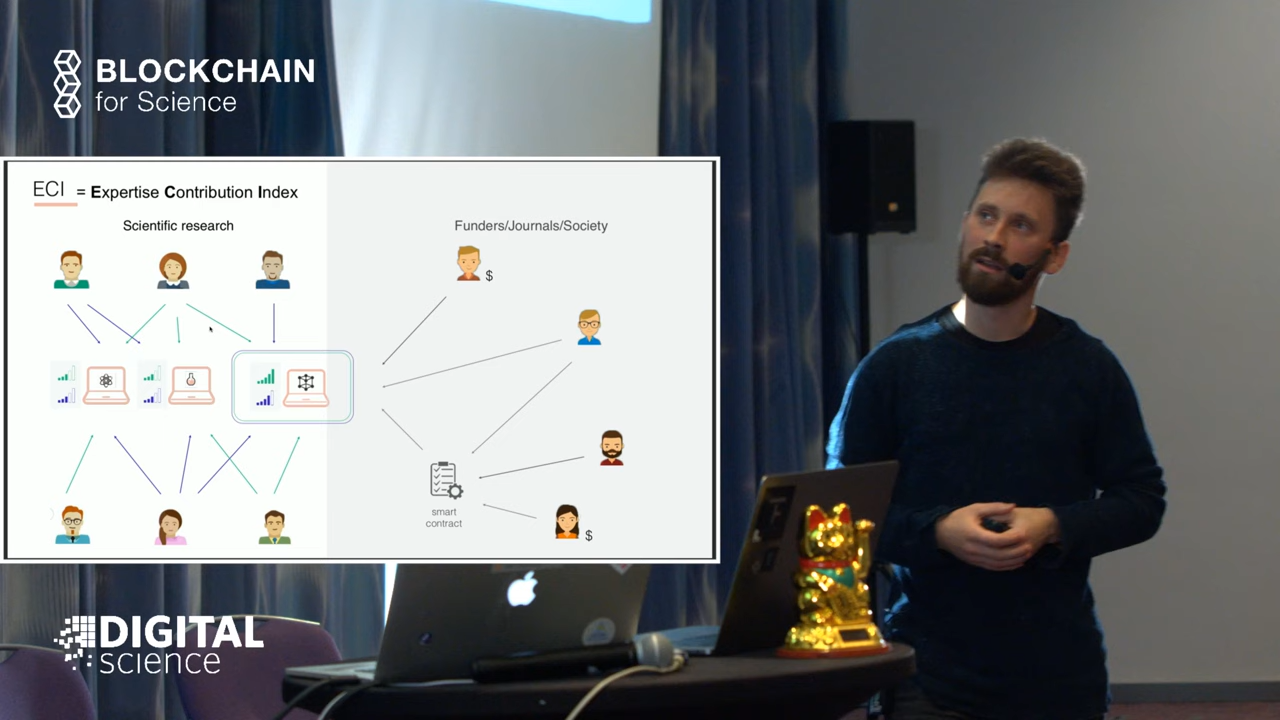 BLOCKCHAIN
for Science
ECI = Expertise Contribution Index
Scientific research
Funders/Journals/Society
$
smart
contract
$
DIGITAL
science